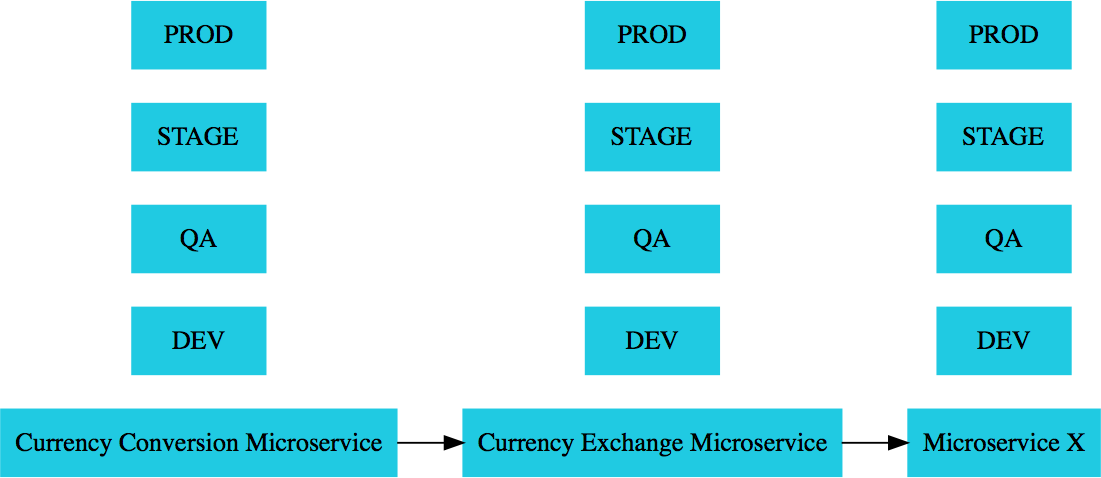 PROD
PROD
PROD
STAGE
STAGE
STAGE
QA
QA
QA
DEV
DEV
DEV
Currency Conversion Microservice
Currency Exchange Microservice
Microservice X